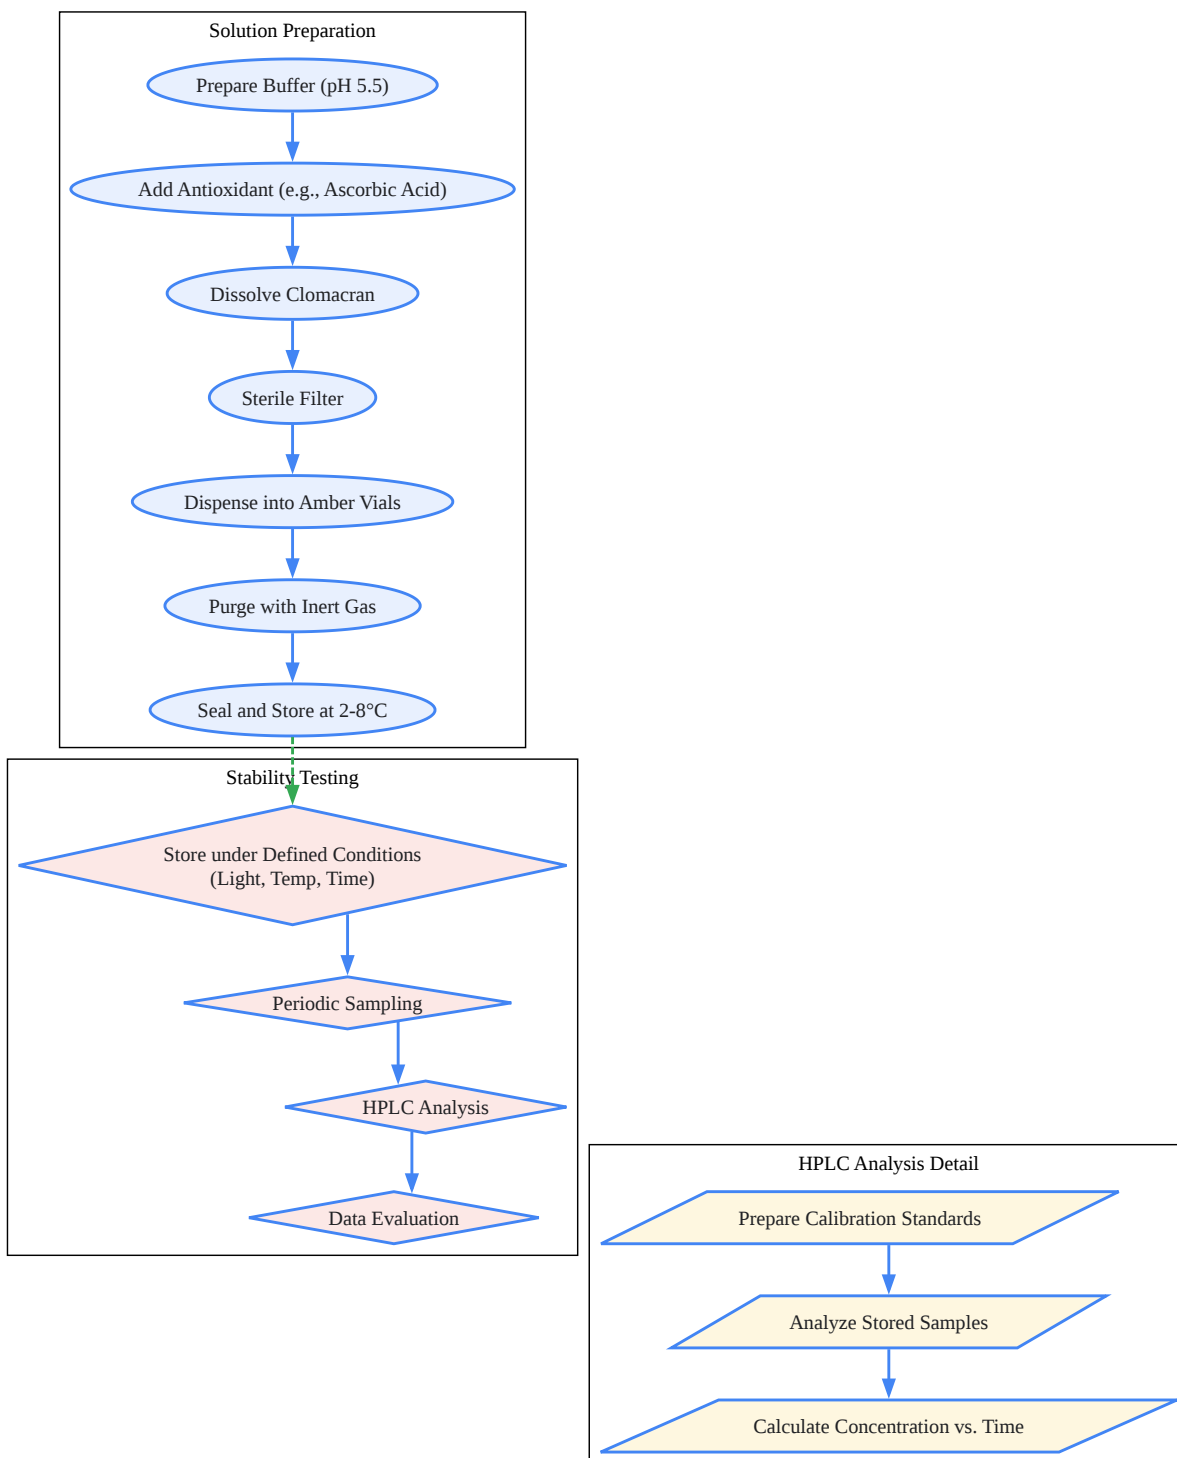 Solution Preparation
Prepare Buffer (pH 5.5)
Add Antioxidant (e.g., Ascorbic Acid)
Dissolve Clomacran
Sterile Filter
Dispense into Amber Vials
Purge with Inert Gas
Seal and Store at 2-8°C
Stability Testing
Store under Defined Conditions
(Light, Temp, Time)
Periodic Sampling
HPLC Analysis
Data Evaluation
HPLC Analysis Detail
Prepare Calibration Standards
Analyze Stored Samples
Calculate Concentration vs. Time